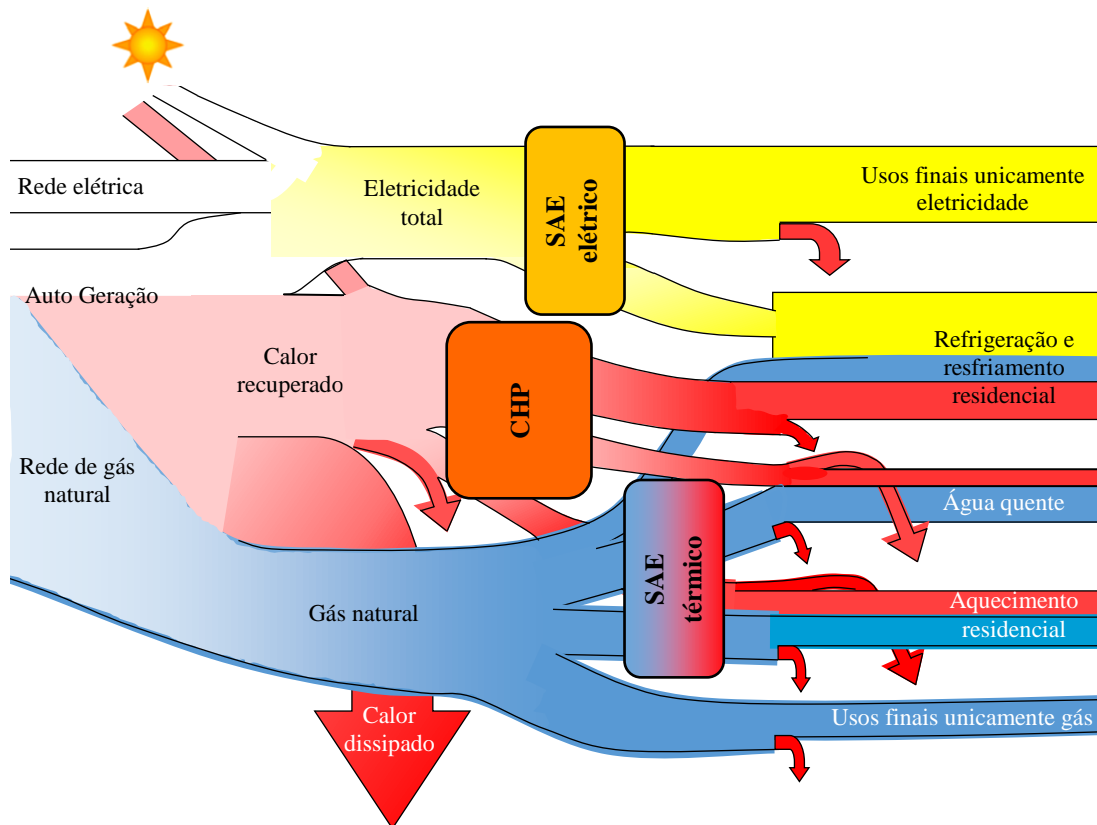 Rede elétrica
Eletricidade
total
SAE
elétrico
Usos finais unicamente
eletricidade
Auto Geração
Calor
recuperado
CHP
Refrigeração e
resfriamento
residencial
Rede de gás
natural
Água quente
Gás natural
SAE
térmico
Aquecimento
residencial
Calor
dissipado
Usos finais unicamente gás